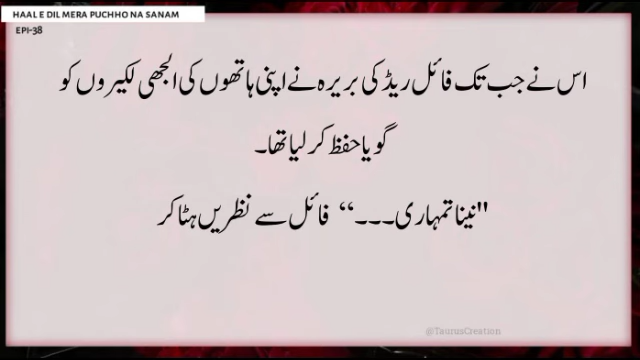 HAAL E DIL MERA PUCHHO NA SANAM
EPI-38
اس نے جب تک فائل ریڈ کی بریرہ نے اپنی ہاتھوں کی الجھی لکیروں کو
گویا حفظ کر لیا تھا۔
"نینا تمہاری۔۔۔“ فائل سے نظریں ہٹا کر
@TaurusCreation